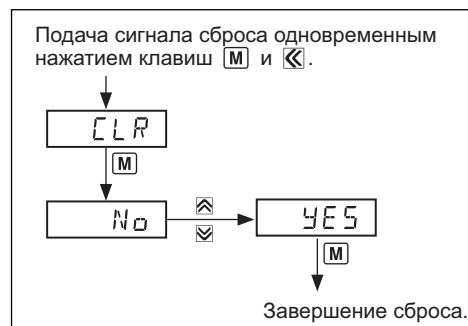 Подача сигнала сброса одновременным
нажатием клавиш M и «.
CLR
M
No
YES
M
Завершение сброса.